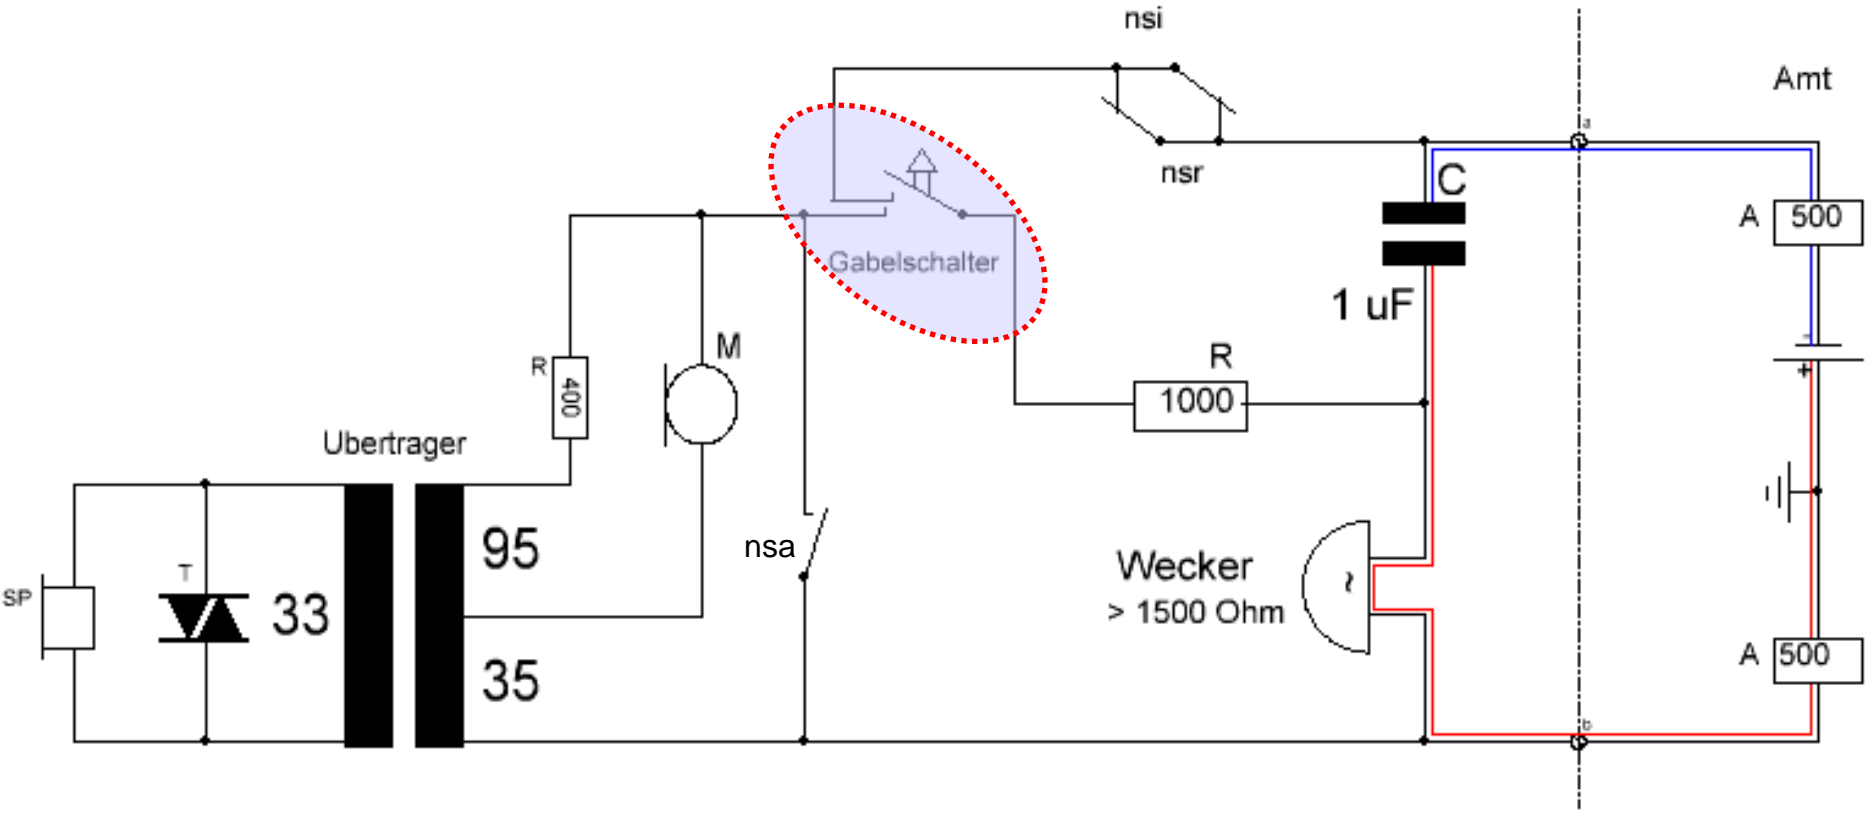 nsi
Amt
a
nsr
C
A
500
Gabelschalter
1 uF
-
+
M
R
R
400
1000
Ubertrager
95
nsa
T
Wecker
~
SP
33
> 1500 Ohm
A
500
35
b